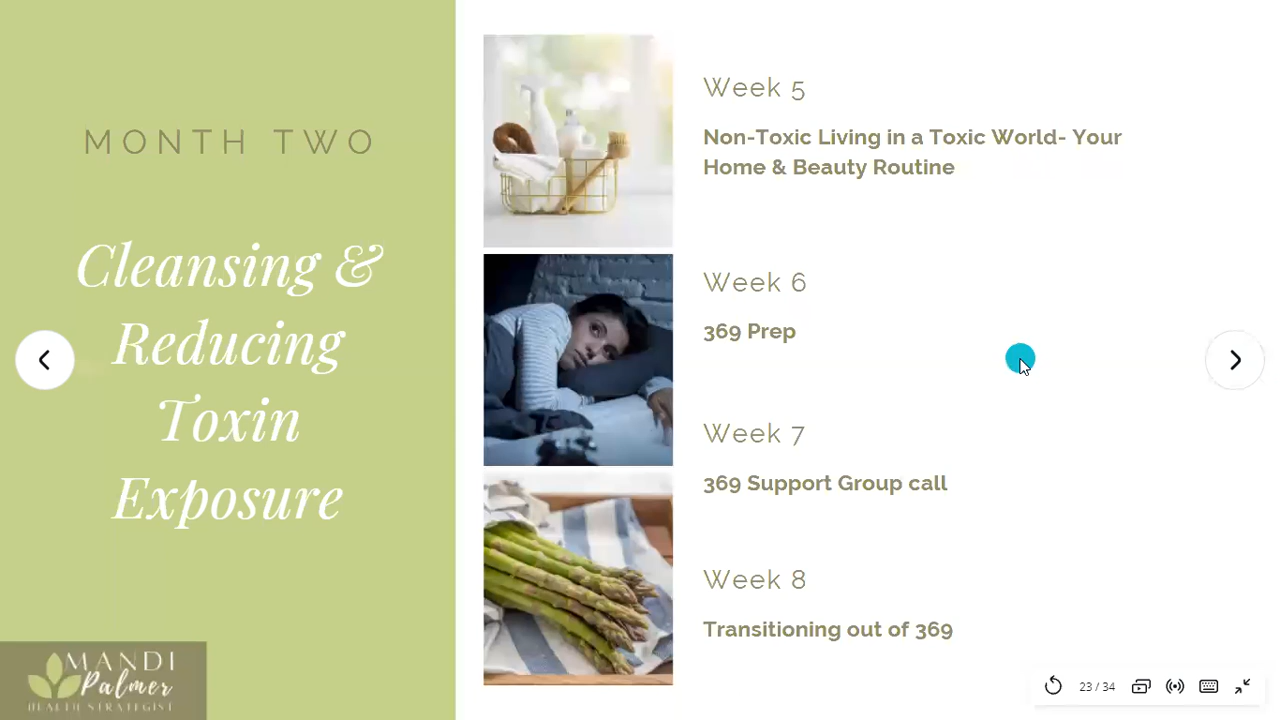 MONTH TWO
Cleansing &
Reducing
Toxin
Exposure
MANDI
Palmer
HEALTH STRATEGIST
Week 5
Non-Toxic Living in a Toxic World- Your
Home & Beauty Routine
Week 6
369 Prep
Week 7
369 Support Group call
Week 8
Transitioning out of 369
23 / 34